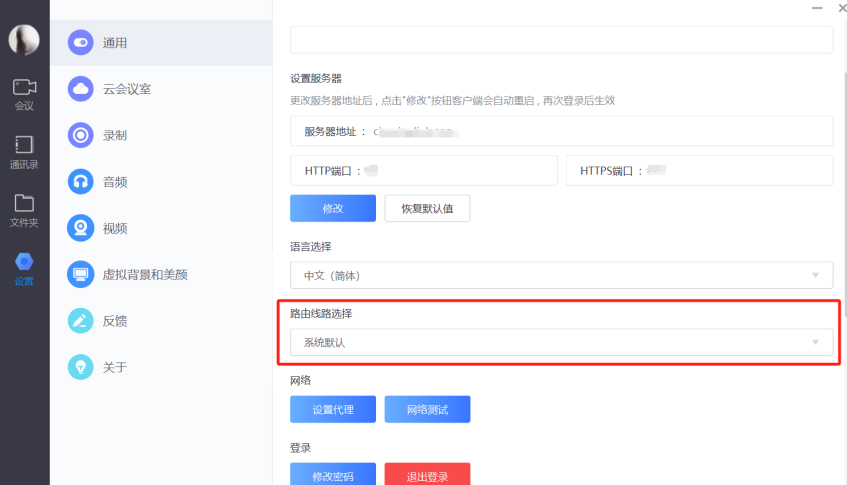 会议
通讯录
文件夹
设置
通用
云会议室
录制
音频
视频
虚拟背景和美颜
反馈
关于
设置服务器
更改服务器地址后，点击"修改"按钮客户端会自动重启，再次登录后生效
服务器地址：
HTTP端口：
HTTPS端口：
修改
恢复默认值
语言选择
中文（简体）
路由线路选择
系统默认
网络
设置代理
网络测试
登录
修改密码
退出登录